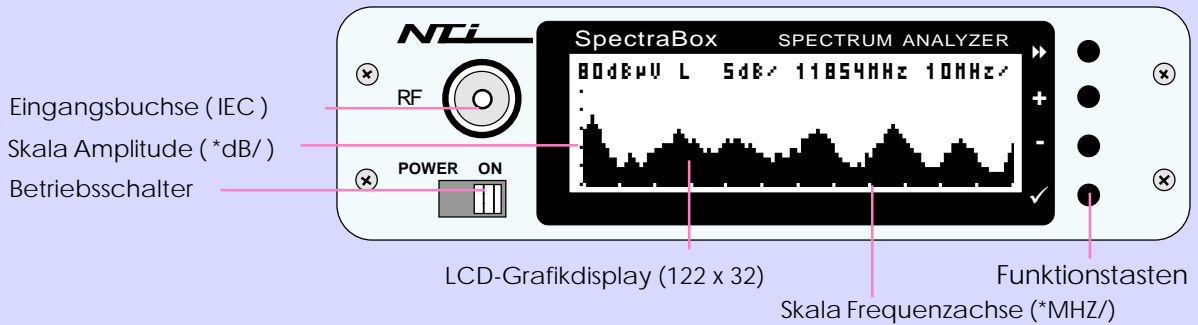 NTi
SpectraBox SPECTRUM ANALYZER
80dBµV L 5dB/ 11854MHz 10MHz/
RF
+
-
✓
POWER ON
Eingangsbuchse ( IEC )
Skala Amplitude ( *dB/ )
Betriebsschalter
LCD-Grafikdisplay (122 x 32)
Funktionstasten
Skala Frequenzachse (*MHZ/)